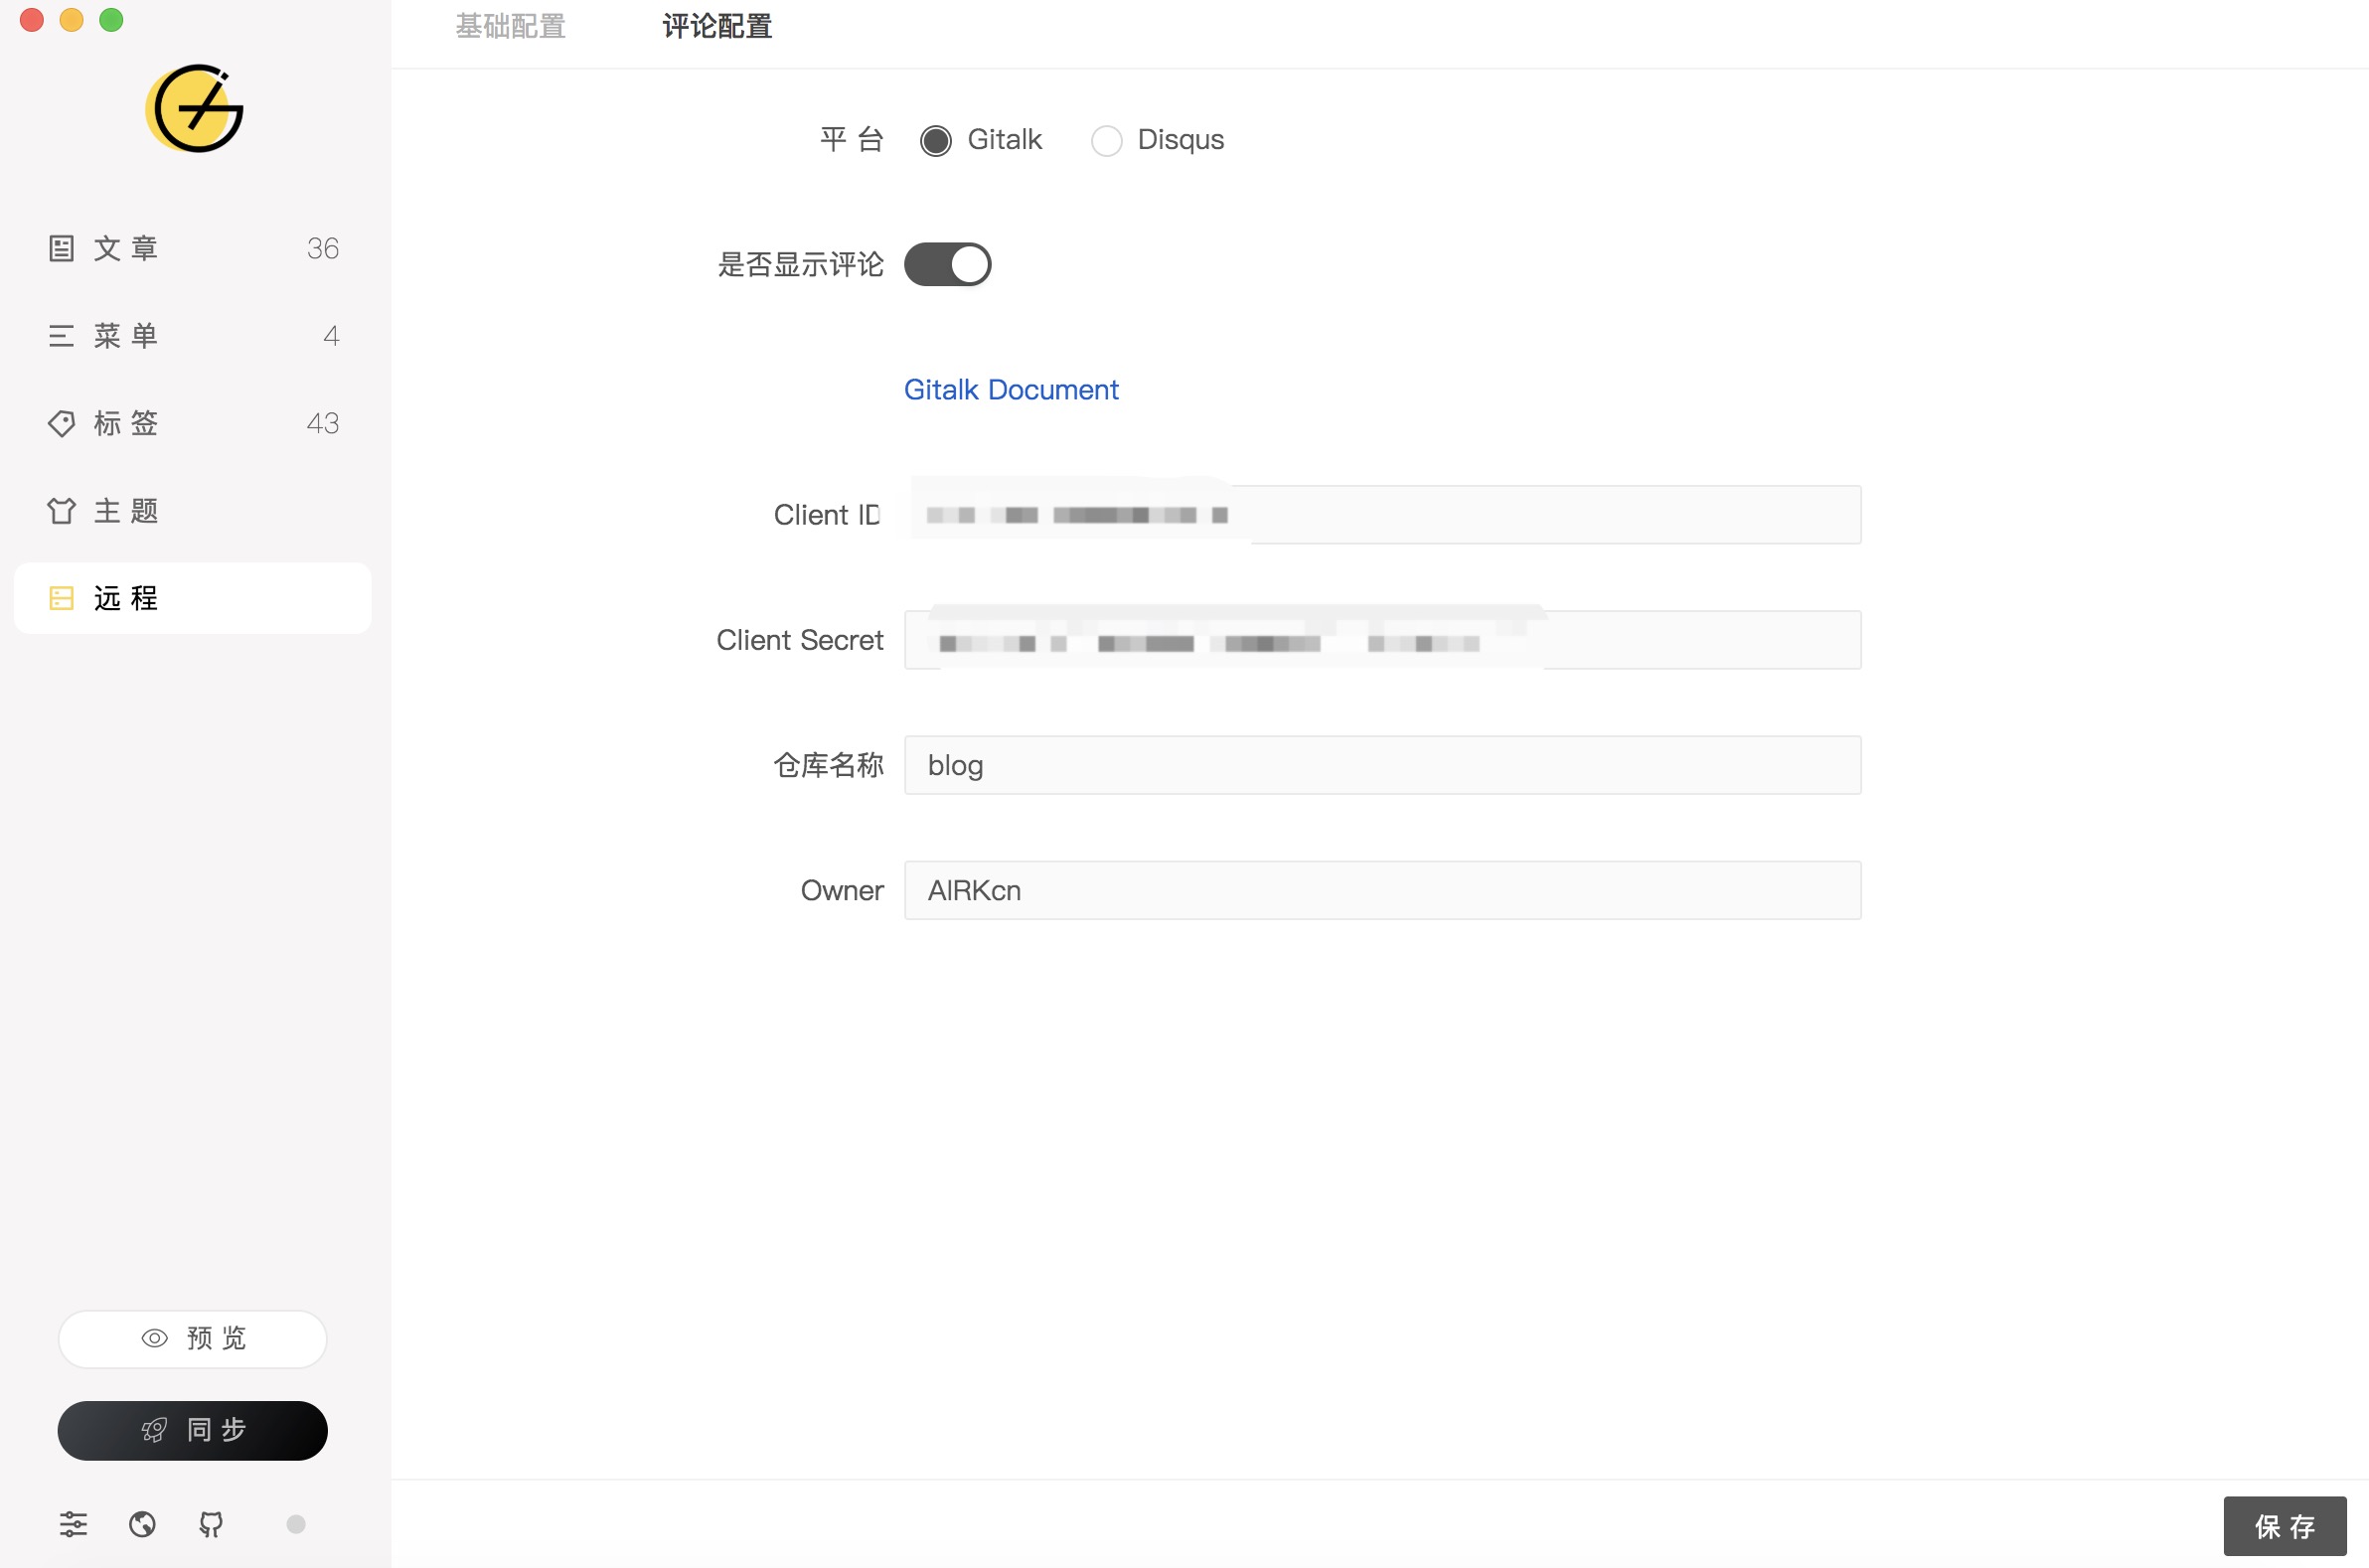 基础配置 评论配置
文章 36
菜单 4
标签 43
主题
远程
预览
同步
平台 Gitalk Disqus
是否显示评论
Gitalk Document
Client ID
Client Secret
仓库名称 blog
Owner AIRKcn
保存